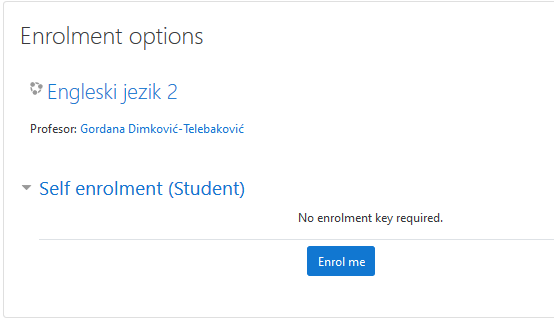 Enrolment options
Engleski jezik 2
Profesor: Gordana Dimković-Telebaković
Self enrolment (Student)
No enrolment key required.
Enrol me